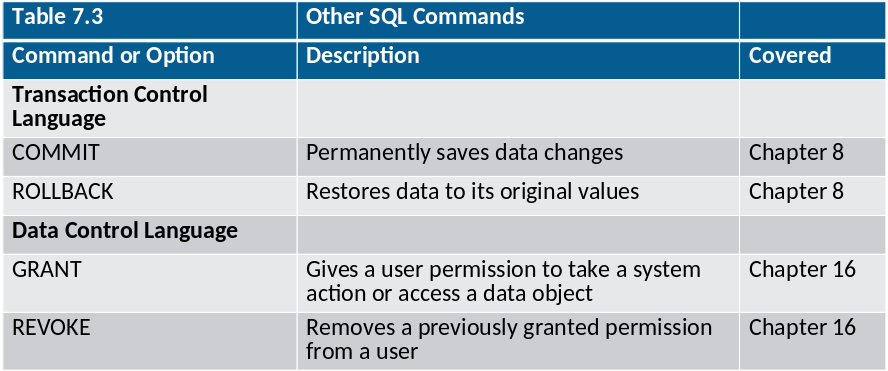 Table 7.3 Other SQL Commands
Command or Option Description Covered
Transaction Control
Language
COMMIT Permanently saves data changes Chapter 8
ROLLBACK Restores data to its original values Chapter 8
Data Control Language
GRANT Gives a user permission to take a system Chapter 16
action or access a data object
REVOKE Removes a previously granted permission Chapter 16
from a user